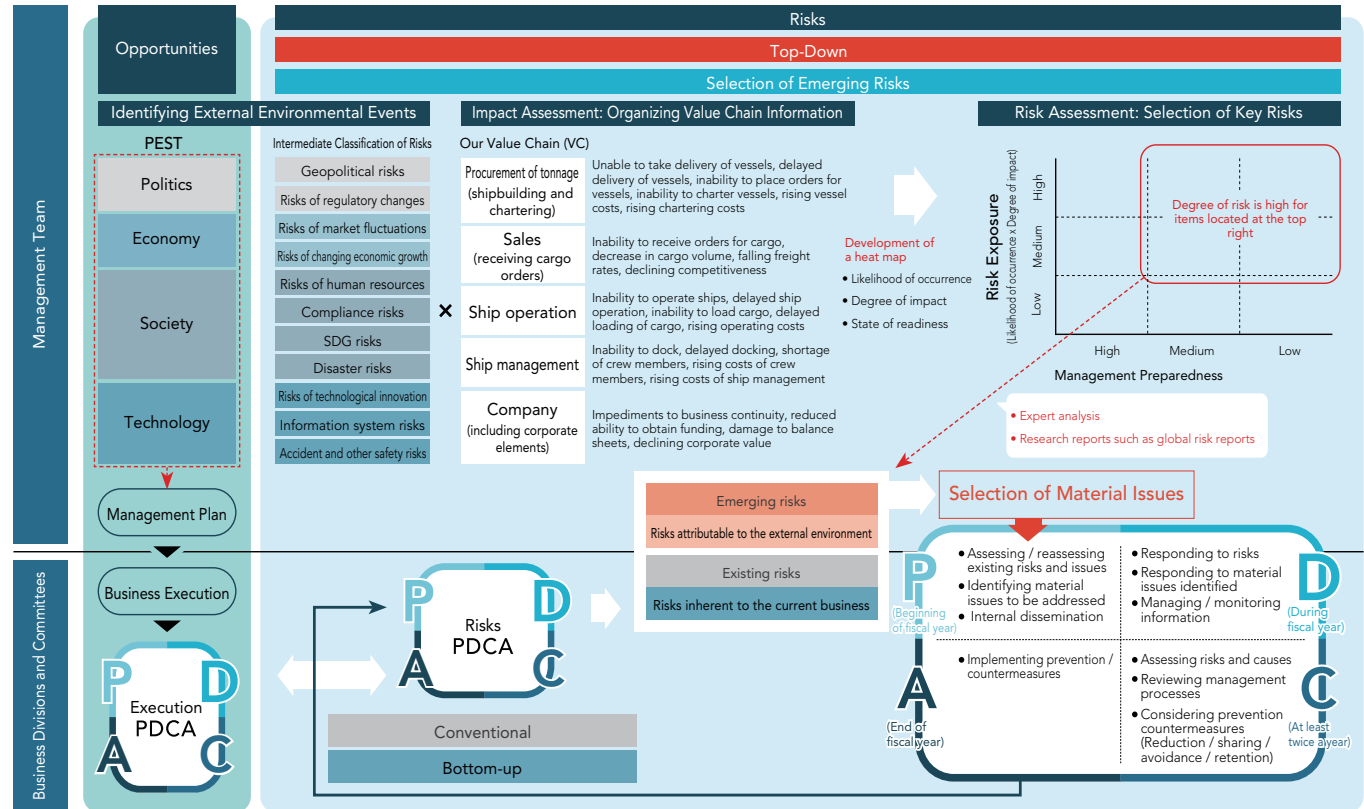 Management Team
Business Divisions and Committees
Opportunities
Risks
Top-Down
Selection of Emerging Risks
Identifying External Environmental Events
Impact Assessment: Organizing Value Chain Information
Risk Assessment: Selection of Key Risks
PEST
Politics
Economy
Society
Technology
Management Plan
Business Execution
P
D
Execution
PDCA
A
C
Intermediate Classification of Risks
Geopolitical risks
Risks of regulatory changes
Risks of market fluctuations
Risks of changing economic growth
Risks of human resources
Compliance risks
SDG risks
Disaster risks
Risks of technological innovation
Information system risks
Accident and other safety risks
×
Our Value Chain (VC)
Procurement of tonnage
(shipbuilding and
chartering)
Unable to take delivery of vessels, delayed
delivery of vessels, inability to place orders for
vessels, inability to charter vessels, rising vessel
costs, rising chartering costs
Sales
(receiving cargo
orders)
Inability to receive orders for cargo,
decrease in cargo volume, falling freight
rates, declining competitiveness
Ship operation
Inability to operate ships, delayed ship
operation, inability to load cargo, delayed
loading of cargo, rising operating costs
Ship management
Inability to dock, delayed docking, shortage
of crew members, rising costs of crew
members, rising costs of ship management
Company
(including corporate
elements)
Impediments to business continuity, reduced
ability to obtain funding, damage to balance
sheets, declining corporate value
Development of
a heat map
• Likelihood of occurrence
• Degree of impact
• State of readiness
Risk Exposure
(Likelihood of occurrence x Degree of impact)
High
Medium
Low
Degree of risk is high for
items located at the top
right
High
Medium
Low
Management Preparedness
• Expert analysis
• Research reports such as global risk reports
Emerging risks
Risks attributable to the external environment
Existing risks
Risks inherent to the current business
Selection of Material Issues
P
D
Risks
PDCA
A
C
Conventional
Bottom-up
P
(Beginning
of fiscal year)
• Assessing / reassessing
existing risks and issues
• Identifying material
issues to be addressed
• Internal dissemination
• Responding to risks
• Responding to material
issues identified
• Managing / monitoring
information
D
(During
fiscal year)
A
(End of
fiscal year)
• Implementing prevention /
countermeasures
• Assessing risks and causes
• Reviewing management
processes
• Considering prevention
countermeasures
(Reduction / sharing /
avoidance / retention)
C
(At least
twice a year)